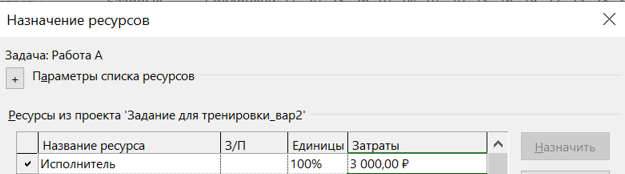 Назначение ресурсов
Задача: Работа А
+ Параметры списка ресурсов
Ресурсы из проекта 'Задание для тренировки_вар2'
Название ресурса З/П Единицы Затраты
✓ Исполнитель 100% 3 000,00 ₽
Назначить